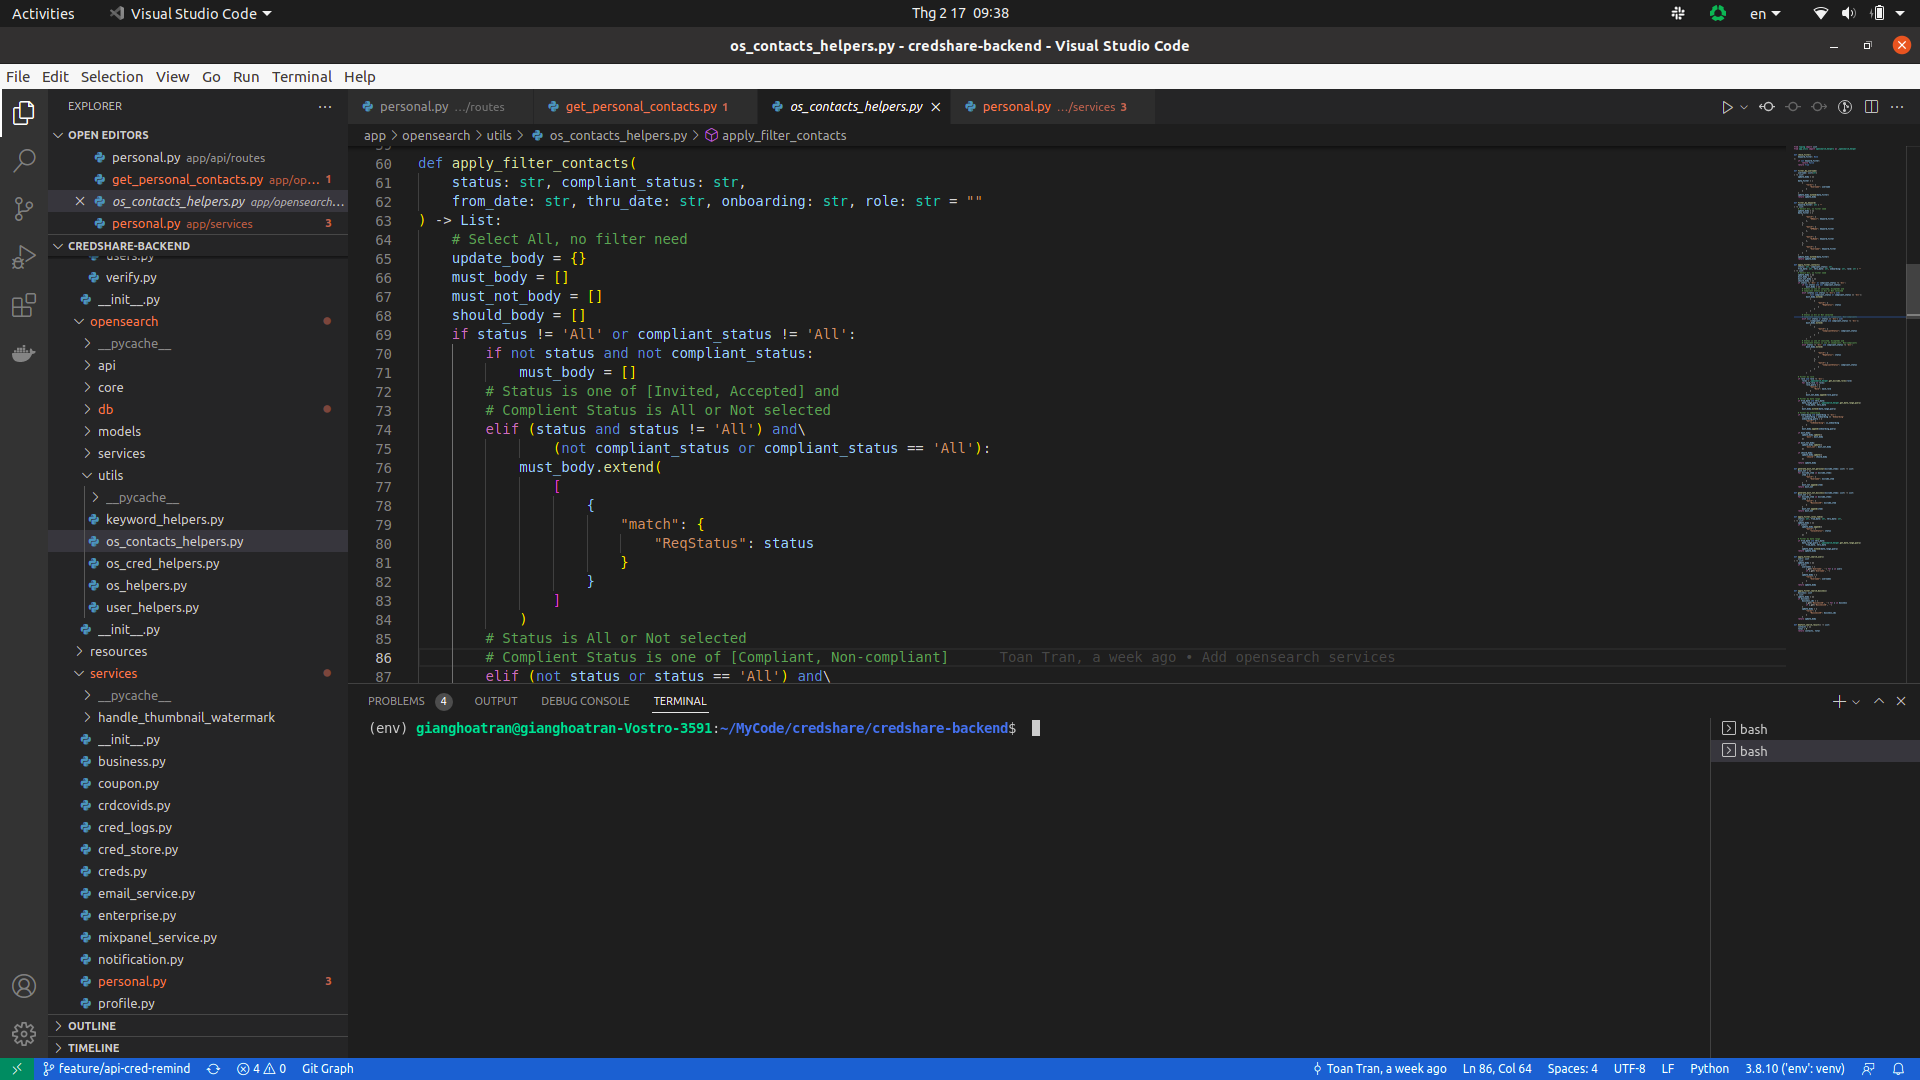 Activities Visual Studio Code Thg 2 17 09:38 en
os_contacts_helpers.py - credshare-backend - Visual Studio Code
File Edit Selection View Go Run Terminal Help
EXPLORER
OPEN EDITORS
personal.py app/api/routes
get_personal_contacts.py app/op... 1
os_contacts_helpers.py app/opensearch...
personal.py app/services 3
CREDSHARE-BACKEND
users.py
verify.py
__init__.py
opensearch
__pycache__
api
core
db
models
services
utils
__pycache__
keyword_helpers.py
os_contacts_helpers.py
os_cred_helpers.py
os_helpers.py
user_helpers.py
__init__.py
resources
services
__pycache__
handle_thumbnail_watermark
__init__.py
business.py
coupon.py
crdcovids.py
cred_logs.py
cred_store.py
creds.py
email_service.py
enterprise.py
mixpanel_service.py
notification.py
personal.py 3
profile.py
OUTLINE
TIMELINE
personal.py .../routes get_personal_contacts.py 1 os_contacts_helpers.py personal.py .../services 3
app > opensearch > utils > os_contacts_helpers.py > apply_filter_contacts
59
60 def apply_filter_contacts(
61 status: str, compliant_status: str,
62 from_date: str, thru_date: str, onboarding: str, role: str = ""
63 ) -> List:
64 # Select All, no filter need
65 update_body = {}
66 must_body = []
67 must_not_body = []
68 should_body = []
69 if status != 'All' or compliant_status != 'All':
70 if not status and not compliant_status:
71 must_body = []
72 # Status is one of [Invited, Accepted] and
73 # Complient Status is All or Not selected
74 elif (status and status != 'All') and\
75 (not compliant_status or compliant_status == 'All'):
76 must_body.extend(
77 [
78 {
79 "match": {
80 "ReqStatus": status
81 }
82 }
83 ]
84 )
85 # Status is All or Not selected
86 # Complient Status is one of [Compliant, Non-compliant] Toan Tran, a week ago • Add opensearch services
87 elif (not status or status == 'All') and\
PROBLEMS 4 OUTPUT DEBUG CONSOLE TERMINAL
(env) gianghoatran@gianghoatran-Vostro-3591:~/MyCode/credshare/credshare-backend$
bash
bash
feature/api-cred-remind 4 0 Git Graph Toan Tran, a week ago Ln 86, Col 64 Spaces: 4 UTF-8 LF Python 3.8.10 ('env': venv)